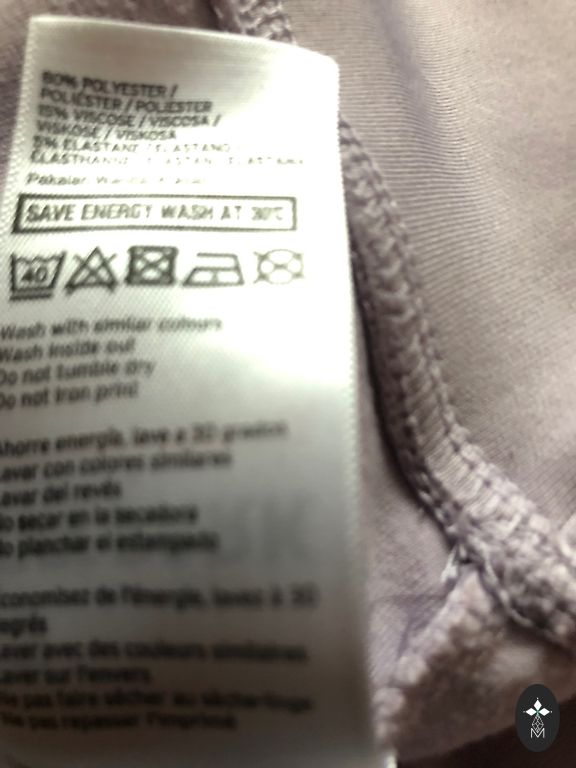 80% POLYESTER /
POLIÉSTER / POLIESTER
15% VISCOSE / VISCOSA /
VISKOSE / VISKOSA
5% ELASTANE / ELASTANO /
SAVE ENERGY WASH AT 30°C
40
Wash with similar colours
Wash inside out
Do not tumble dry
Do not iron print
Ahorre energía, lave a 30 grados
Lavar con colores similares
Lavar del revés
No secar en la secadora
No planchar el estampado
Economisez de l'énergie, lavez à 30
Laver avec des couleurs similaires
Laver sur l'envers
Ne pas faire sécher au sèche-linge
Ne pas repasser l'imprimé
M